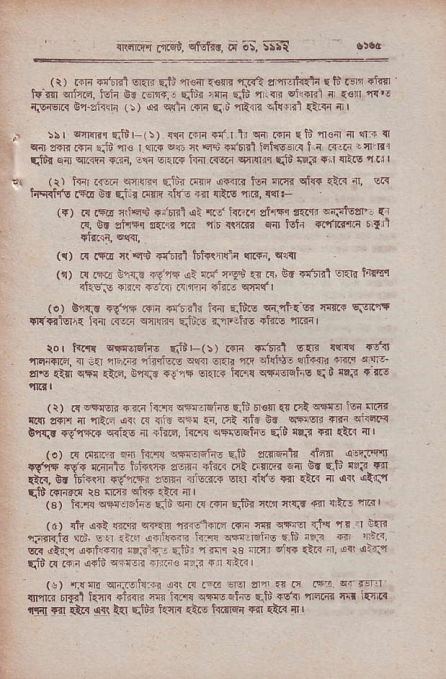 বাংলাদেশ গেজেট, অতিরিক্ত, মে ৩১, ১৯৯২ ৬১৬৫
(২) কোন কর্মচারী তাহার ছুটি পাওনা হওয়ার পূর্বেই প্রাপ্যতাবিহীন ছুটি ভোগ করিয়া
ফিরিয়া আসিলে, তিনি উক্ত ভোগকৃত ছুটির সমান ছুটি পাইবার অধিকারী না হওয়া পর্যন্ত
নূতনভাবে উপ-প্রবিধান (১) এর অধীন কোন ছুটি পাইবার অধিকারী হইবেন না।
১৯। অসাধারণ ছুটি।—(১) যখন কোন কর্মচারীর অন্য কোন ছুটি পাওনা না থাকে বা
অন্য প্রকার কোন ছুটি পাওনা থাকে অথচ সংশ্লিষ্ট কর্মচারী লিখিতভাবে বিনা বেতনে অসাধারণ
ছুটির জন্য আবেদন করেন, তখন তাহাকে বিনা বেতনে অসাধারণ ছুটি মঞ্জুর করা যাইতে পারে।
(২) বিনা বেতনে অসাধারণ ছুটির মেয়াদ একবারে তিন মাসের অধিক হইবে না, তবে
নিম্নবর্ণিত ক্ষেত্রে উক্ত ছুটির মেয়াদ বর্ধিত করা যাইতে পারে, যথাঃ—
(ক) যে ক্ষেত্রে সংশ্লিষ্ট কর্মচারী এই শর্তে বিদেশে প্রশিক্ষণ গ্রহণের অনুমতিপ্রাপ্ত হন
যে, উক্ত প্রশিক্ষণ গ্রহণের পরে পাঁচ বৎসরের জন্য তিনি কর্পোরেশনে চাকুরী
করিবেন, অথবা,
(খ) যে ক্ষেত্রে সংশ্লিষ্ট কর্মচারী চিকিৎসাধীন থাকেন, অথবা
(গ) যে ক্ষেত্রে উপযুক্ত কর্তৃপক্ষ এই মর্মে সন্তুষ্ট হয় যে, উক্ত কর্মচারী তাহার নিয়ন্ত্রণ
বহির্ভূত কারণে কর্তব্যে যোগদান করিতে অসমর্থ।
(৩) উপযুক্ত কর্তৃপক্ষ কোন কর্মচারীর বিনা ছুটিতে অনুপস্থিতির সময়কে ভূতাপেক্ষ
কার্যকরীতাসহ বিনা বেতনে অসাধারণ ছুটিতে রূপান্তরিত করিতে পারেন।
২০। বিশেষ অক্ষমতাজনিত ছুটি।—(১) কোন কর্মচারী তাহার যথাযথ কর্তব্য
পালনকালে, বা উহা পালনের পরিণতিতে অথবা তাহার পদে অধিষ্ঠিত থাকিবার কারণে আঘাত-
প্রাপ্ত হইয়া অক্ষম হইলে, উপযুক্ত কর্তৃপক্ষ তাহাকে বিশেষ অক্ষমতাজনিত ছুটি মঞ্জুর করিতে
পারে।
(২) যে অক্ষমতার কারনে বিশেষ অক্ষমতাজনিত ছুটি চাওয়া হয় সেই অক্ষমতা তিন মাসের
মধ্যে প্রকাশ না পাইলে এবং যে ব্যক্তি অক্ষম হন, সেই ব্যক্তি উক্ত অক্ষমতার কারন অবিলম্বে
উপযুক্ত কর্তৃপক্ষকে অবহিত না করিলে, বিশেষ অক্ষমতাজনিত ছুটি মঞ্জুর করা হইবে না।
(৩) যে মেয়াদের জন্য বিশেষ অক্ষমতাজনিত ছুটি প্রয়োজনীয় বলিয়া এতদুদ্দেশ্যে
কর্তৃপক্ষ কর্তৃক মনোনীত চিকিৎসক প্রত্যয়ন করিবে সেই মেয়াদের জন্য উক্ত ছুটি মঞ্জুর করা
হইবে, উক্ত চিকিৎসা কর্তৃপক্ষের প্রত্যয়ন ব্যতিরেকে তাহা বর্ধিত করা হইবে না এবং এইরূপ
ছুটি কোনক্রমে ২৪ মাসের অধিক হইবে না।
(৪) বিশেষ অক্ষমতাজনিত ছুটি অন্য যে কোন ছুটির সংগে সংযুক্ত করা যাইতে পারে।
(৫) যদি একই ধরণের অবস্থায় পরবর্তীকালে কোন সময় অক্ষমতা বৃদ্ধি পায় বা উহার
পুনরাবৃত্তি ঘটে, তাহা হইলে একাধিকবার বিশেষ অক্ষমতাজনিত ছুটি মঞ্জুর করা যাইবে,
তবে এইরূপ একাধিকবার মঞ্জুরীকৃত ছুটির পরিমাণ ২৪ মাসের অধিক হইবে না, এবং এইরূপ
ছুটি যে কোন একটি অক্ষমতার কারনেও মঞ্জুর করা যাইবে।
(৬) শুধুমাত্র আনুতোষিকের এবং যে ক্ষেত্রে ভাতা প্রাপ্য হয় সে ক্ষেত্রে, অবসরভাতার
ব্যাপারে চাকুরী হিসাব করিবার সময় বিশেষ অক্ষমতাজনিত ছুটি কর্তব্য পালনের সময় হিসাবে
গণনা করা হইবে এবং ইহা ছুটির হিসাব হইতে বিয়োজন করা হইবে না।